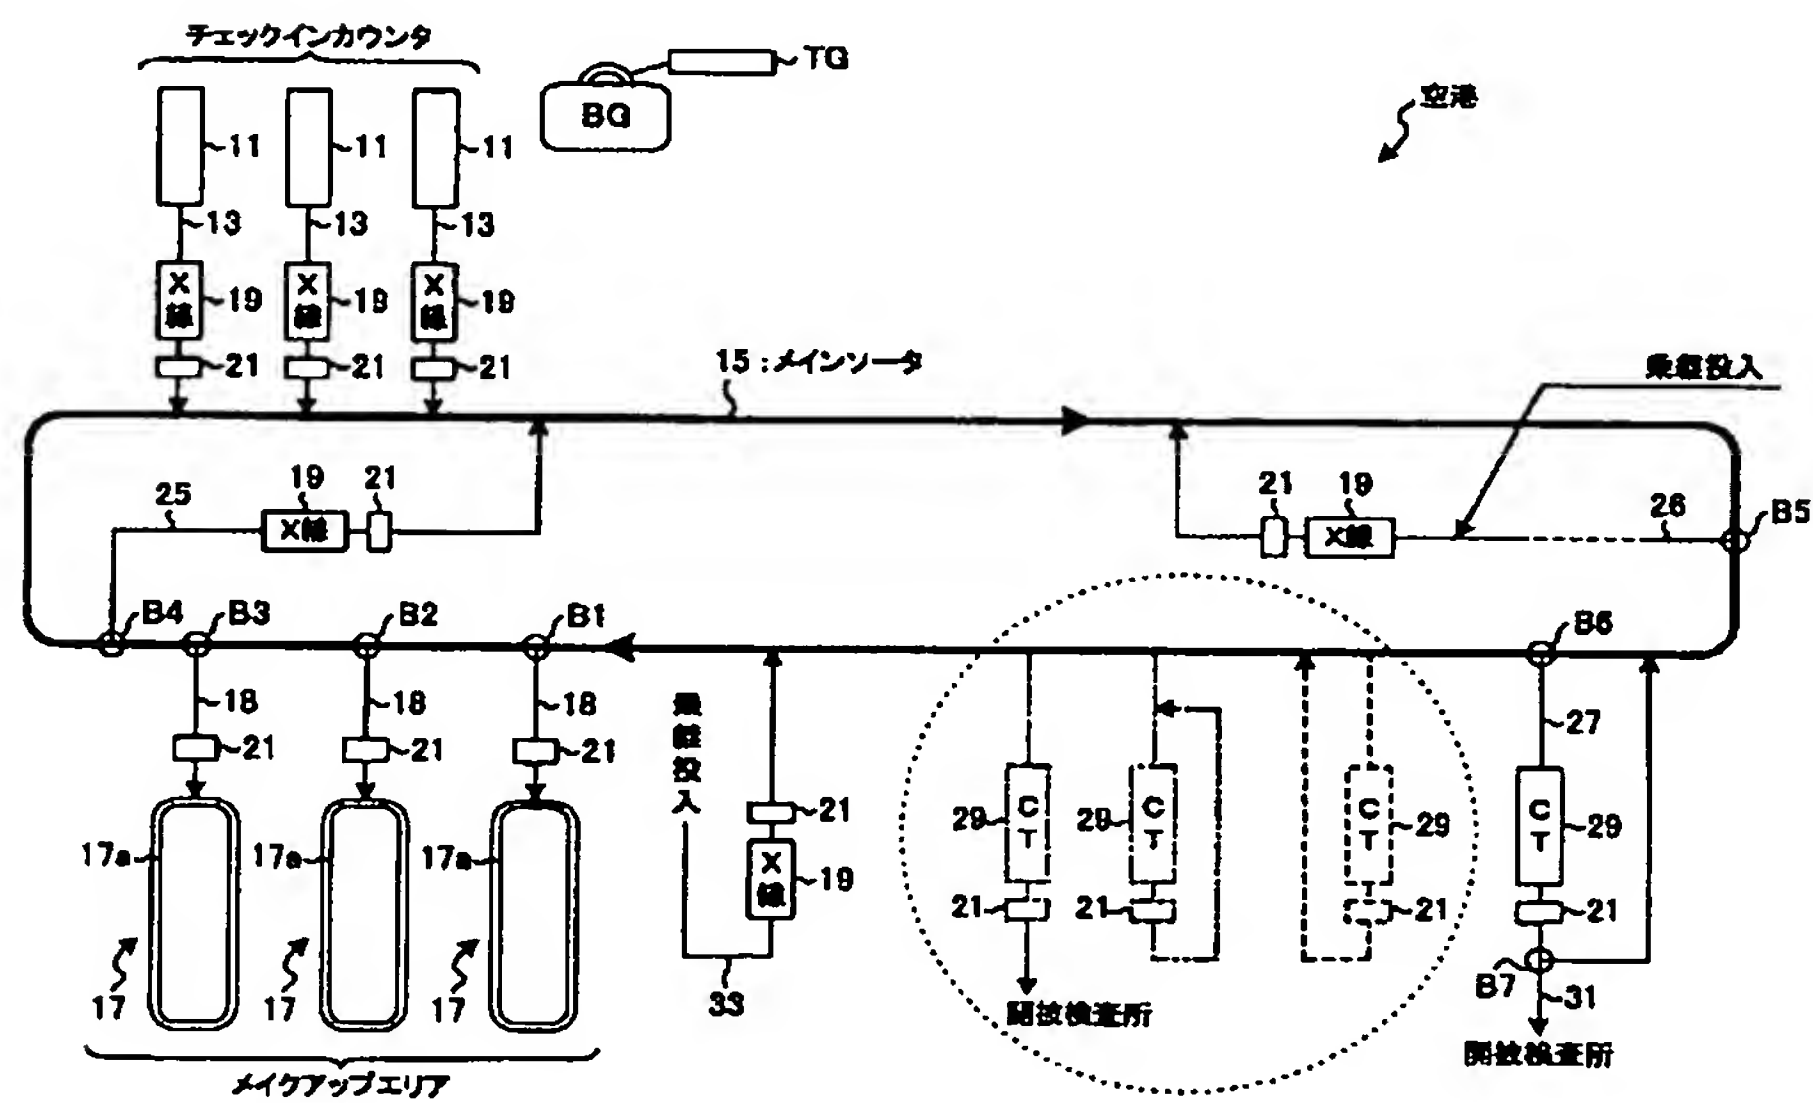 チェックインカウンタ
TG
BG
空港
11 11 11
13 13 13
X線 19 X線 19 X線 19
21 21 21
15：メインソータ
乗継投入
25 19 21 21 19 26 B5
X線 X線
B4 B3 B2 B1 B6
18 18 18 27
乗継投入
21 21 21
21
CT CT CT CT
29 29 29 29
17a 17a 17a
X線 19
21 21 21 21
17 17 17
33
B7 31
開披検査所
開披検査所
メイクアップエリア